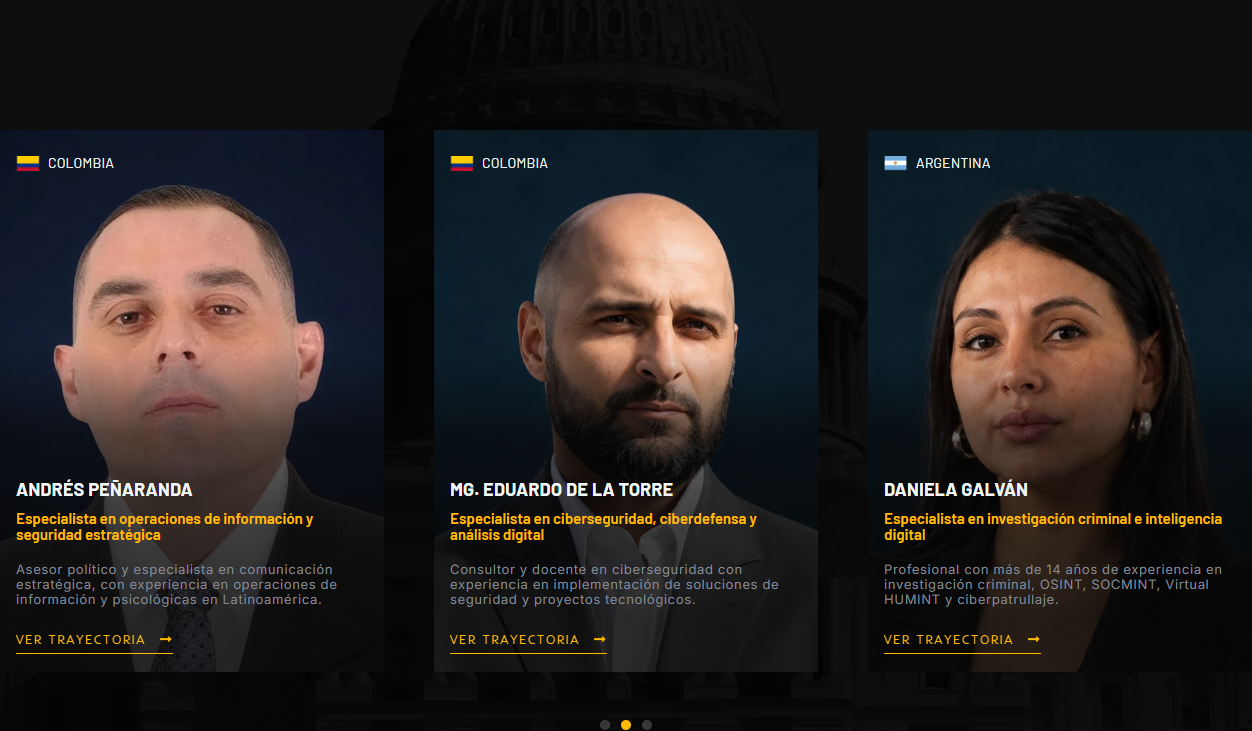 COLOMBIA
ANDRÉS PEÑARANDA
Especialista en operaciones de información y
seguridad estratégica
Asesor político y especialista en comunicación
estratégica, con experiencia en operaciones de
información y psicológicas en Latinoamérica.
VER TRAYECTORIA
COLOMBIA
MG. EDUARDO DE LA TORRE
Especialista en ciberseguridad, ciberdefensa y
análisis digital
Consultor y docente en ciberseguridad con
experiencia en implementación de soluciones de
seguridad y proyectos tecnológicos.
VER TRAYECTORIA
ARGENTINA
DANIELA GALVÁN
Especialista en investigación criminal e inteligencia
digital
Profesional con más de 14 años de experiencia en
investigación criminal, OSINT, SOCMINT, Virtual
HUMINT y ciberpatrullaje.
VER TRAYECTORIA